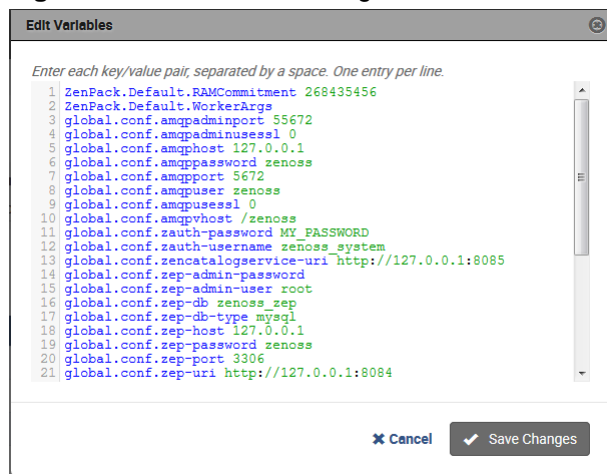 Edit Variables
Enter each key/value pair, separated by a space. One entry per line.
1 ZenPack.Default.RAMCommitment 268435456
2 ZenPack.Default.WorkerArgs
3 global.conf.amqpadminport 55672
4 global.conf.amqpadminusessl 0
5 global.conf.amqphost 127.0.0.1
6 global.conf.amqppassword zenoss
7 global.conf.amqpport 5672
8 global.conf.amqpuser zenoss
9 global.conf.amqpusessl 0
10 global.conf.amqpvhost /zenoss
11 global.conf.zauth-password MY_PASSWORD
12 global.conf.zauth-username zenoss_system
13 global.conf.zencatalogservice-uri http://127.0.0.1:8085
14 global.conf.zep-admin-password
15 global.conf.zep-admin-user root
16 global.conf.zep-db zenoss_zep
17 global.conf.zep-db-type mysql
18 global.conf.zep-host 127.0.0.1
19 global.conf.zep-password zenoss
20 global.conf.zep-port 3306
21 global.conf.zep-uri http://127.0.0.1:8084
Cancel
Save Changes